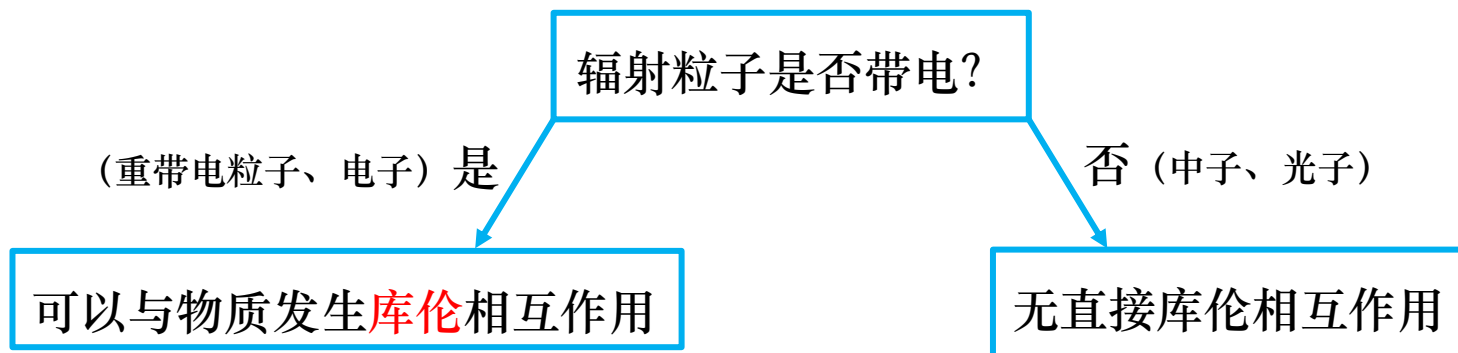 辐射粒子是否带电？
（重带电粒子、电子）是
否（中子、光子）
可以与物质发生库伦相互作用
无直接库伦相互作用